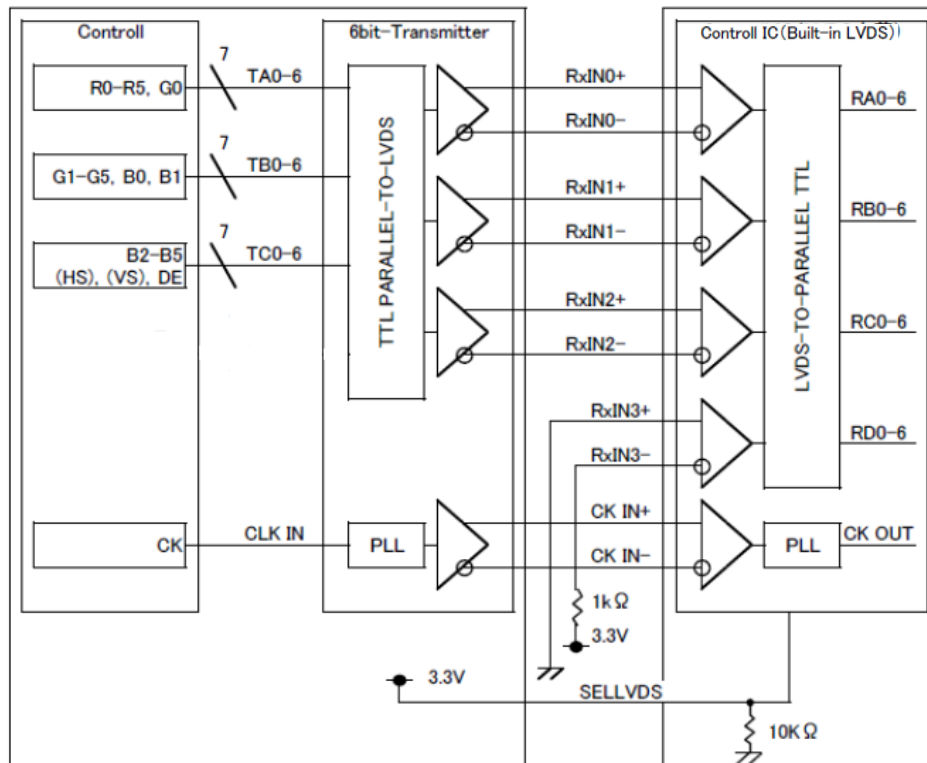 Controll
6bit-Transmitter
Controll IC(Built-in LVDS)
R0-R5, G0
7
TA0-6
RxIN0+
RxIN0-
RA0-6
G1-G5, B0, B1
7
TB0-6
RxIN1+
RxIN1-
RB0-6
B2-B5
(HS), (VS), DE
7
TC0-6
RxIN2+
RxIN2-
RC0-6
TTL PARALLEL-TO-LVDS
LVDS-TO-PARALLEL TTL
RxIN3+
RxIN3-
RD0-6
CK
CLK IN
PLL
CK IN+
CK IN-
PLL
CK OUT
1kΩ
3.3V
3.3V
SELLVDS
10KΩ